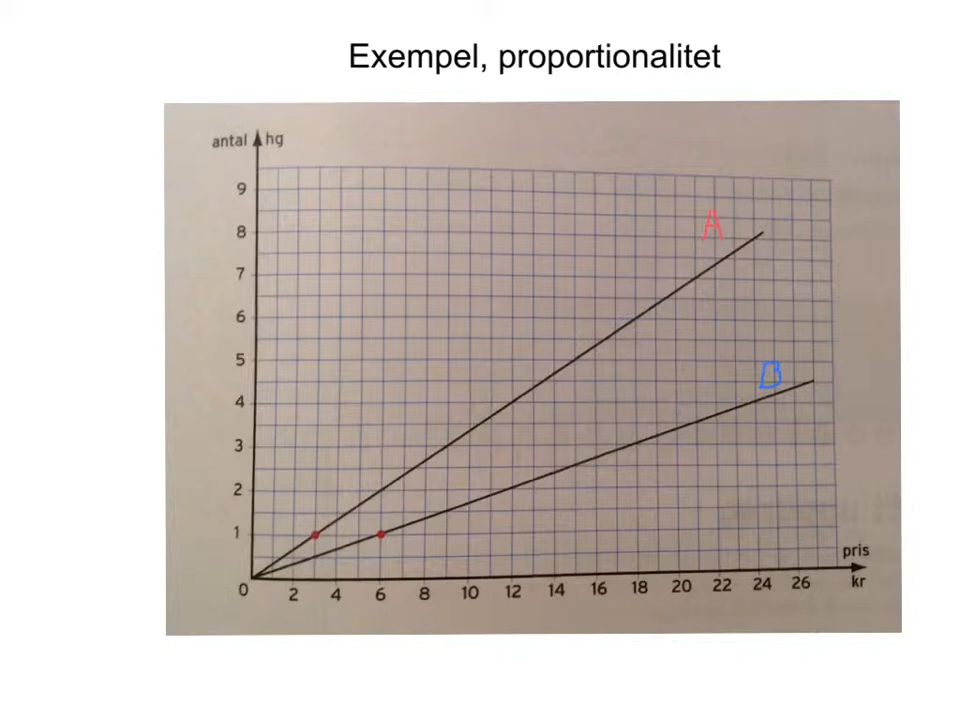 Exempel, proportionalitet
antal hg
9
8
7
6
5
4
3
2
1
A
B
pris
kr
0 2 4 6 8 10 12 14 16 18 20 22 24 26